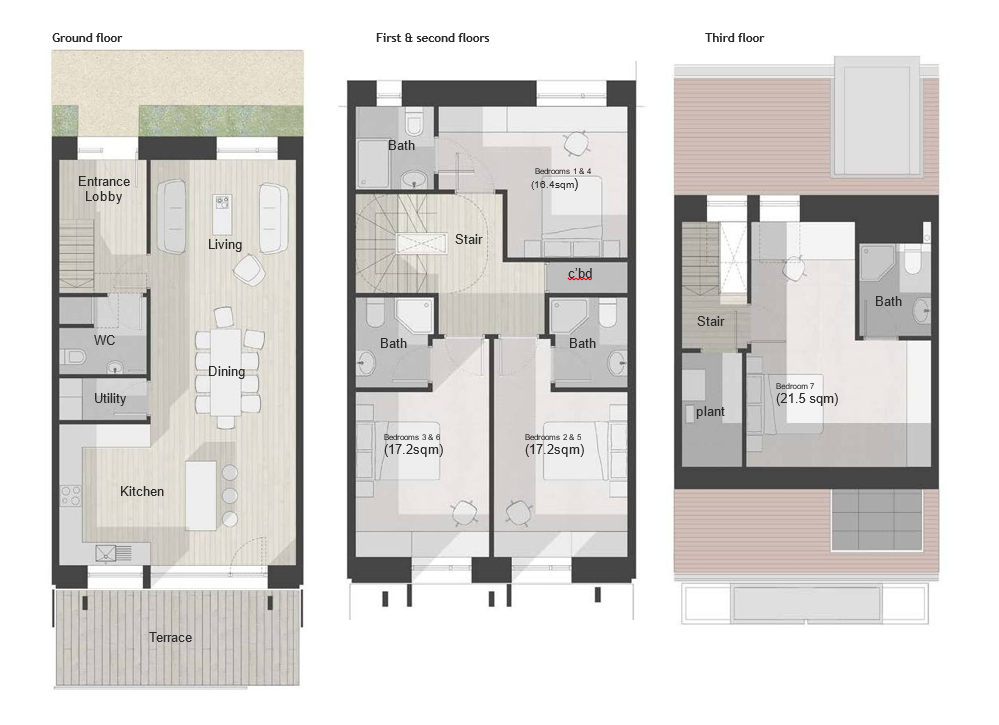 Ground floor
Entrance
Lobby
Living
WC
Dining
Utility
Kitchen
Terrace
First & second floors
Bath
Bedrooms 1 & 4
(16.4sqm)
Stair
c'bd
Bath
Bath
Bedrooms 3 & 6
(17.2sqm)
Bedrooms 2 & 5
(17.2sqm)
Third floor
Bath
Stair
Bedroom 7
(21.5 sqm)
plant